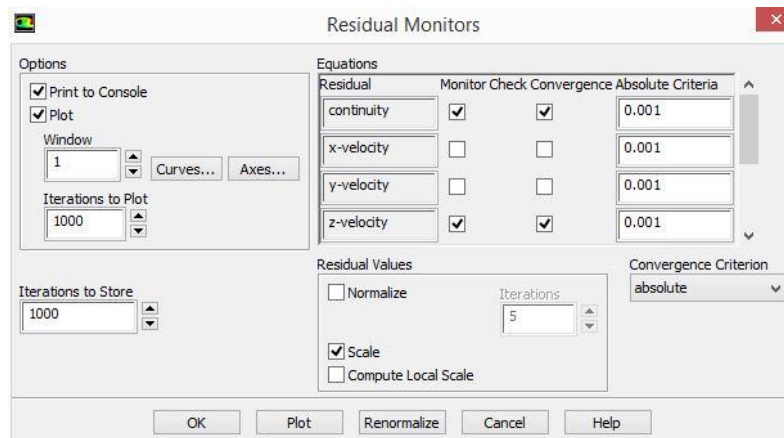 Residual Monitors
Options
Print to Console
Plot
Window
1
Curves...
Axes...
Iterations to Plot
1000
Iterations to Store
1000
Equations
Residual Monitor Check Convergence Absolute Criteria
continuity 0.001
x-velocity 0.001
y-velocity 0.001
z-velocity 0.001
Residual Values
Normalize
Iterations
5
Scale
Compute Local Scale
Convergence Criterion
absolute
OK Plot Renormalize Cancel Help